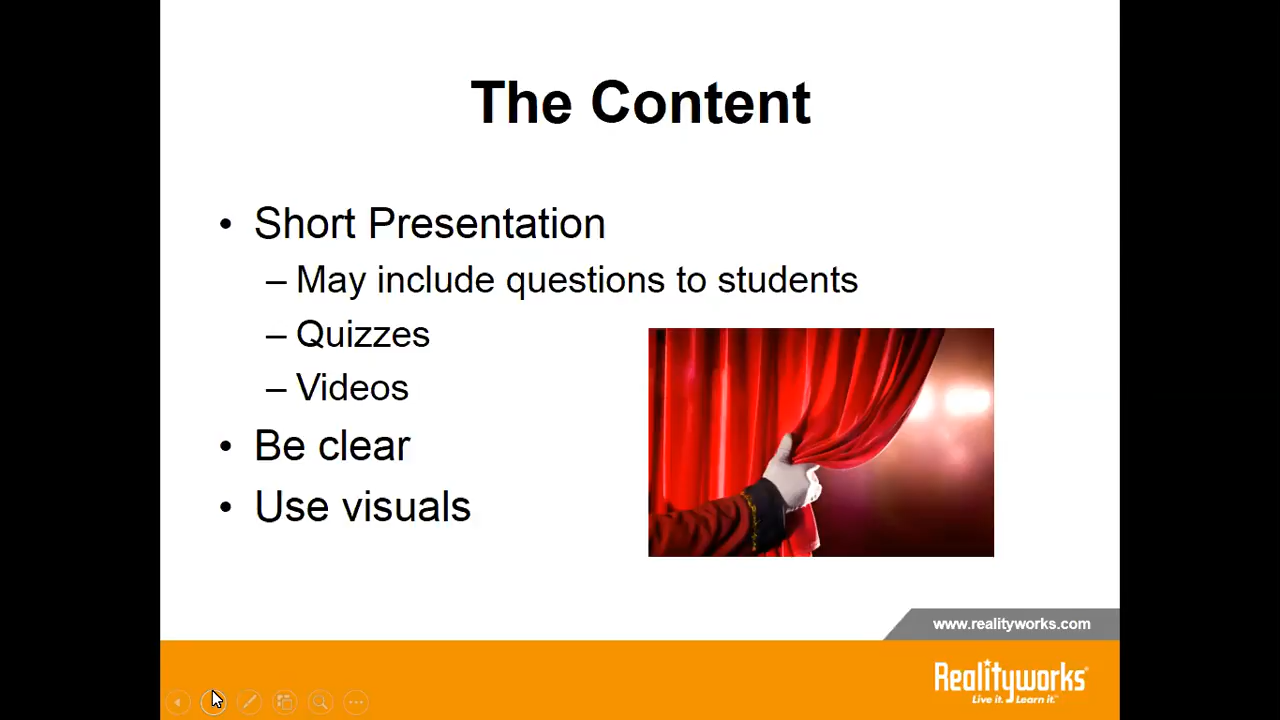 The Content
• Short Presentation
– May include questions to students
– Quizzes
– Videos
• Be clear
• Use visuals
www.realityworks.com
Realityworks®
Live it. Learn it.™